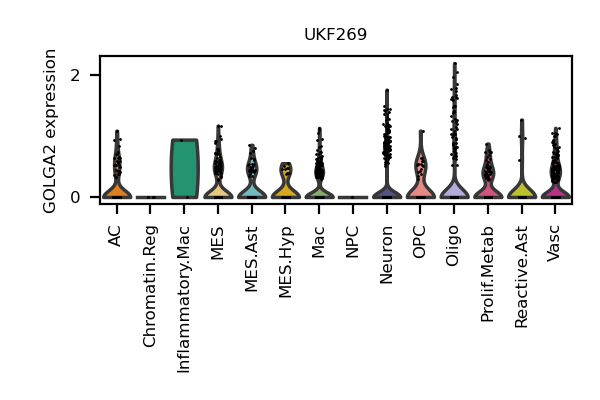 UKF269
GOLGA2 expression
2
0
AC
Chromatin.Reg
Inflammatory.Mac
MES
MES.Ast
MES.Hyp
Mac
NPC
Neuron
OPC
Oligo
Prolif.Metab
Reactive.Ast
Vasc